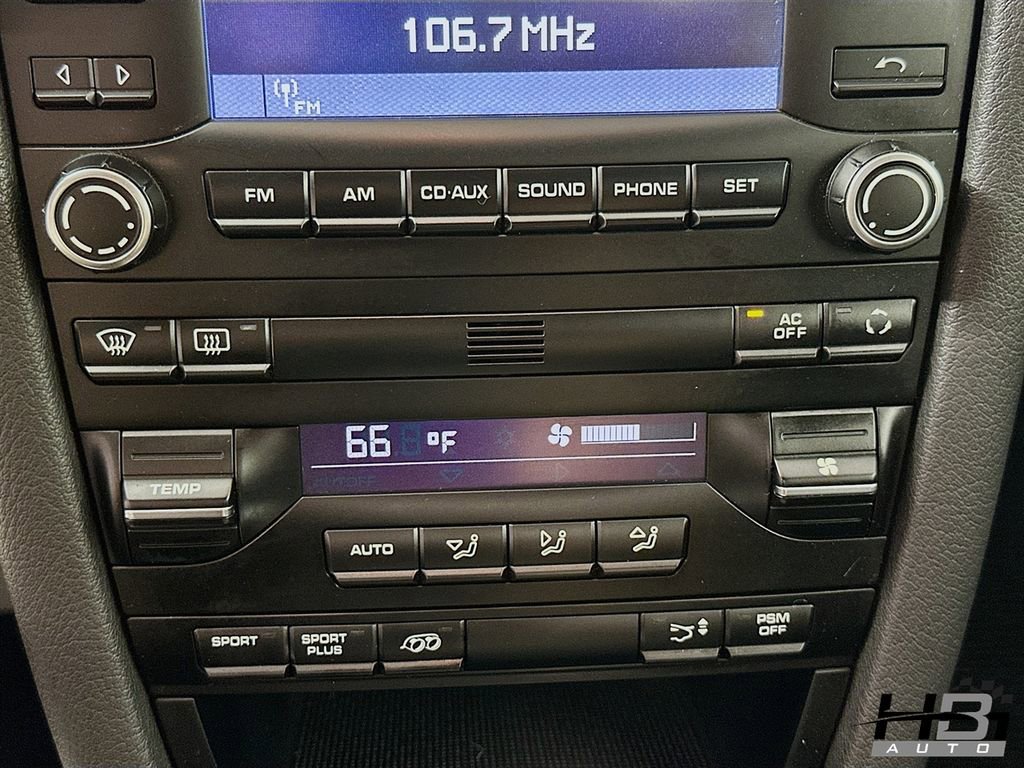 106.7 MHz
FM
FM AM CD·AUX SOUND PHONE SET
AC
OFF
66 °F
TEMP
AUTO
SPORT
SPORT
PLUS
PSM
OFF
HB
AUTO